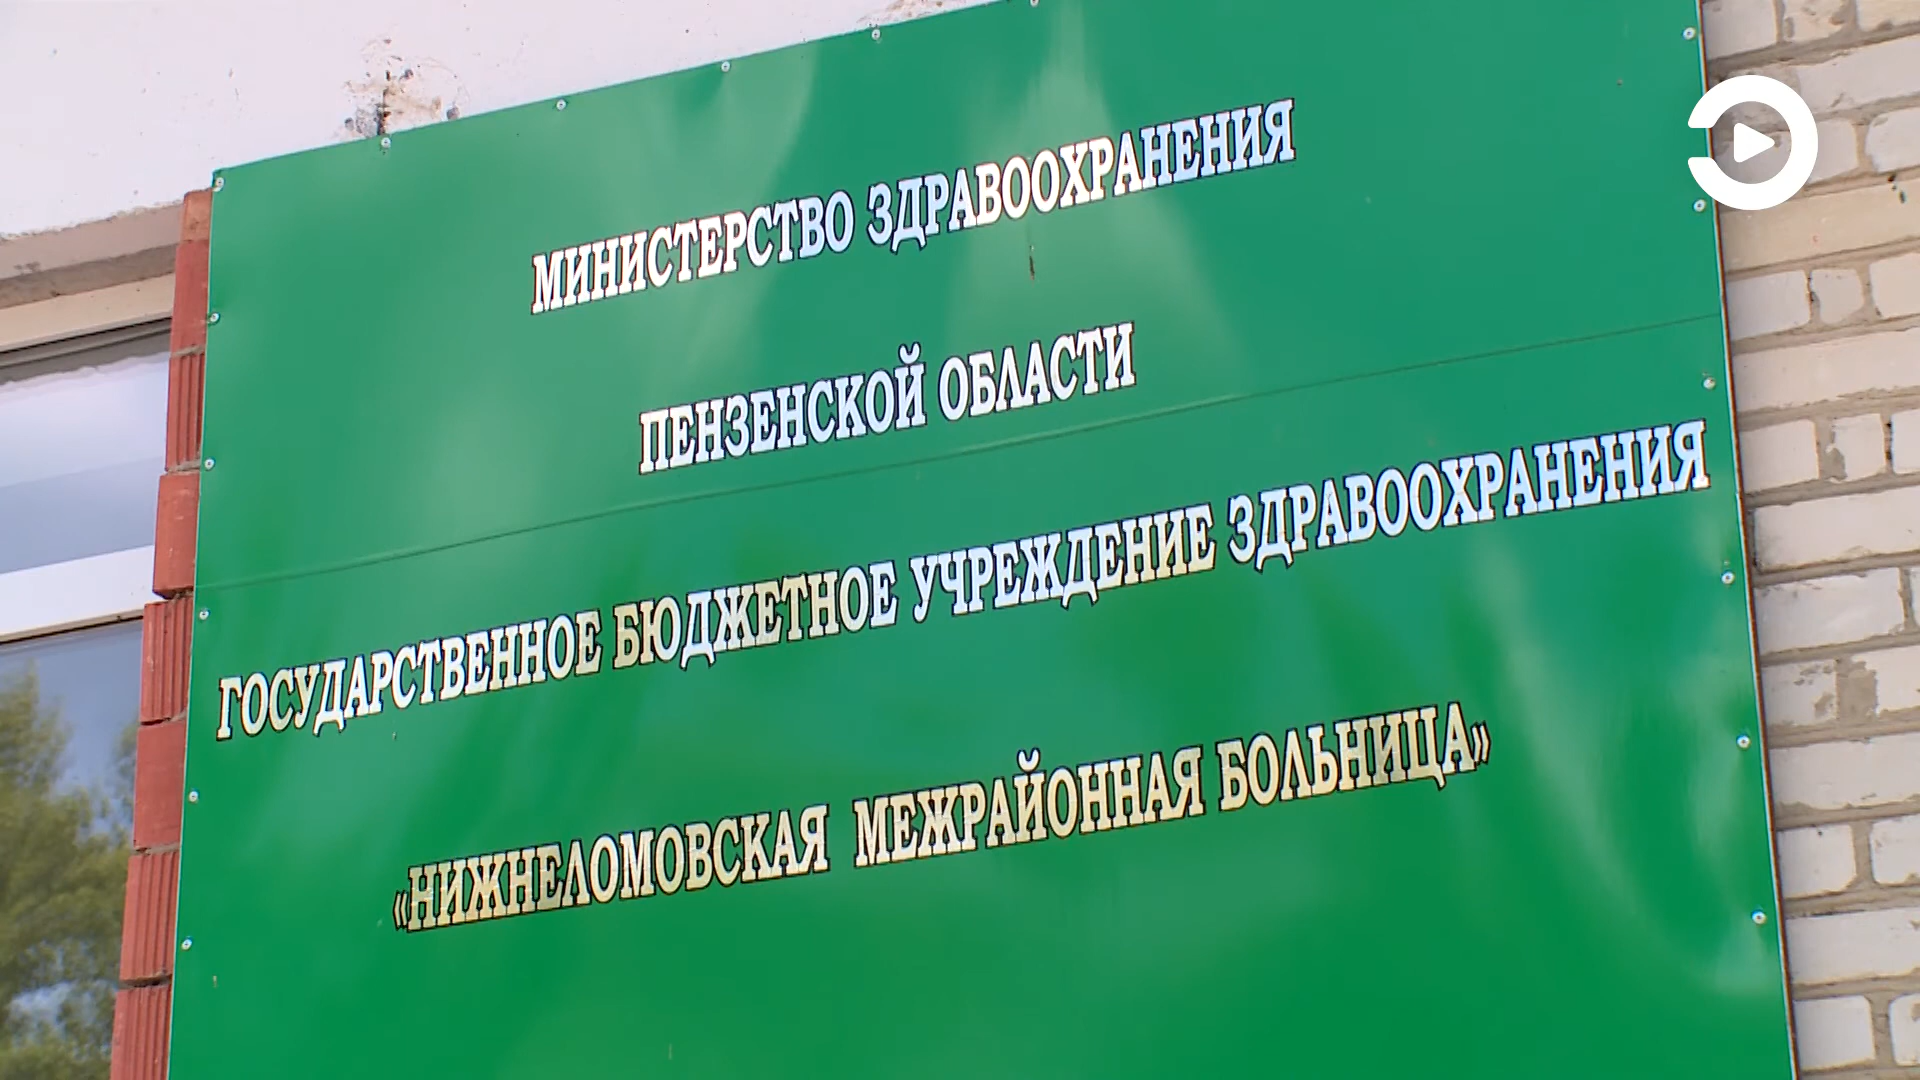 МИНИСТЕРСТВО ЗДРАВООХРАНЕНИЯ
ПЕНЗЕНСКОЙ ОБЛАСТИ
ГОСУДАРСТВЕННОЕ БЮДЖЕТНОЕ УЧРЕЖДЕНИЕ ЗДРАВООХРАНЕНИЯ
«НИЖНЕЛОМОВСКАЯ МЕЖРАЙОННАЯ БОЛЬНИЦА»